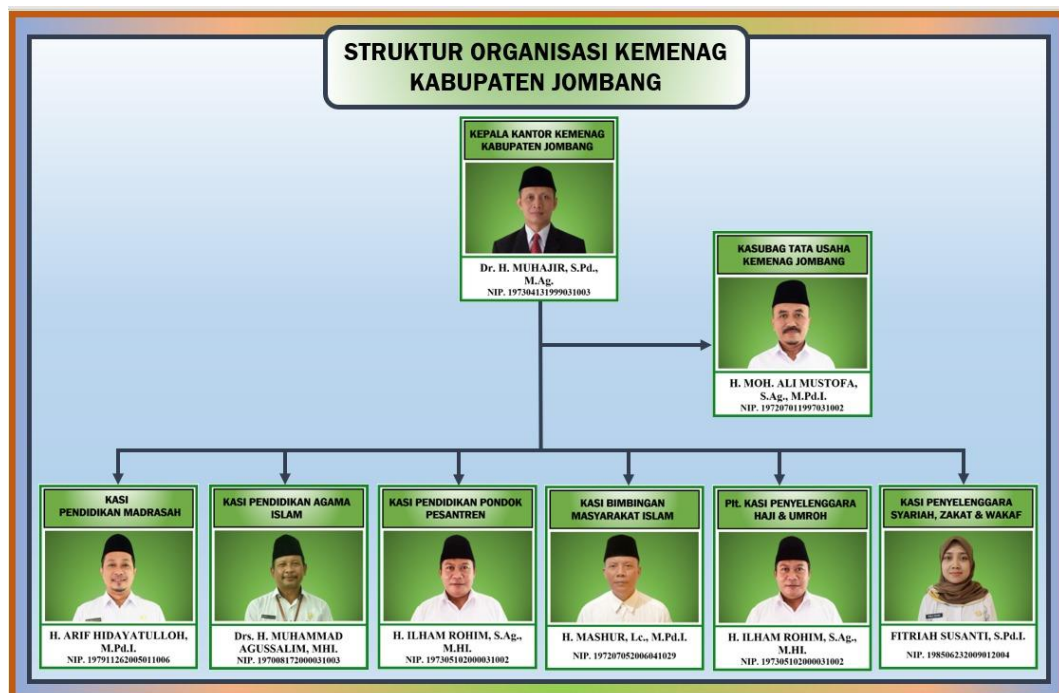 STRUKTUR ORGANISASI KEMENAG
KABUPATEN JOMBANG
KEPALA KANTOR KEMENAG
KABUPATEN JOMBANG
Dr. H. MUHAJIR, S.Pd.,
M.Ag.
NIP. 197304131999031003
KASUBAG TATA USAHA
KEMENAG JOMBANG
H. MOH. ALI MUSTOFA,
S.Ag., M.Pd.I.
NIP. 197207011997031002
KASI
PENDIDIKAN MADRASAH
H. ARIF HIDAYATULLOH,
M.Pd.I.
NIP. 197911262005011006
KASI PENDIDIKAN AGAMA
ISLAM
Drs. H. MUHAMMAD
AGUSSALIM, MHI.
NIP. 197008172000031003
KASI PENDIDIKAN PONDOK
PESANTREN
H. ILHAM ROHIM, S.Ag.,
M.HI.
NIP. 197305102000031002
KASI BIMBINGAN
MASYARAKAT ISLAM
H. MASHUR, Lc., M.Pd.I.
NIP. 197207052006041029
Plt. KASI PENYELENGGARA
HAJI & UMROH
H. ILHAM ROHIM, S.Ag.,
M.HI.
NIP. 197305102000031002
KASI PENYELENGGARA
SYARIAH, ZAKAT & WAKAF
FITRIAH SUSANTI, S.Pd.I.
NIP. 198506232009012004